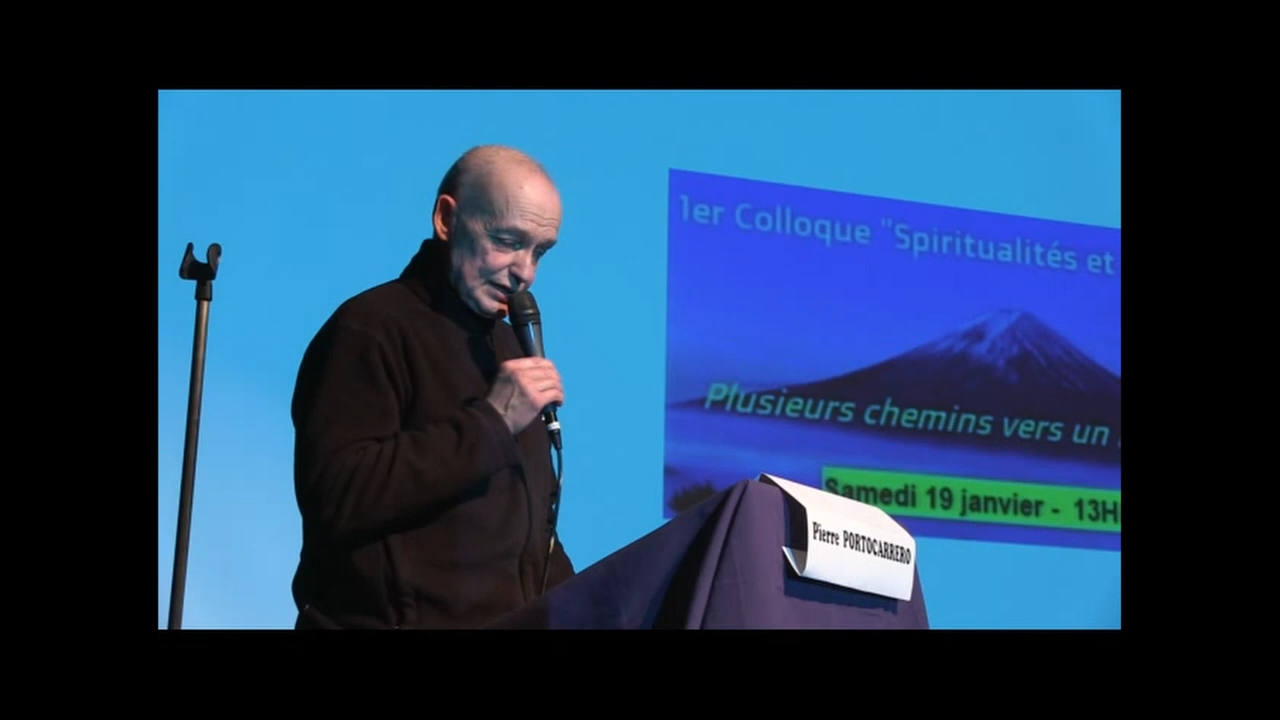 1er Colloque "Spiritualités et
Plusieurs chemins vers un
Samedi 19 janvier - 13H
Pierre PORTOCARRERO